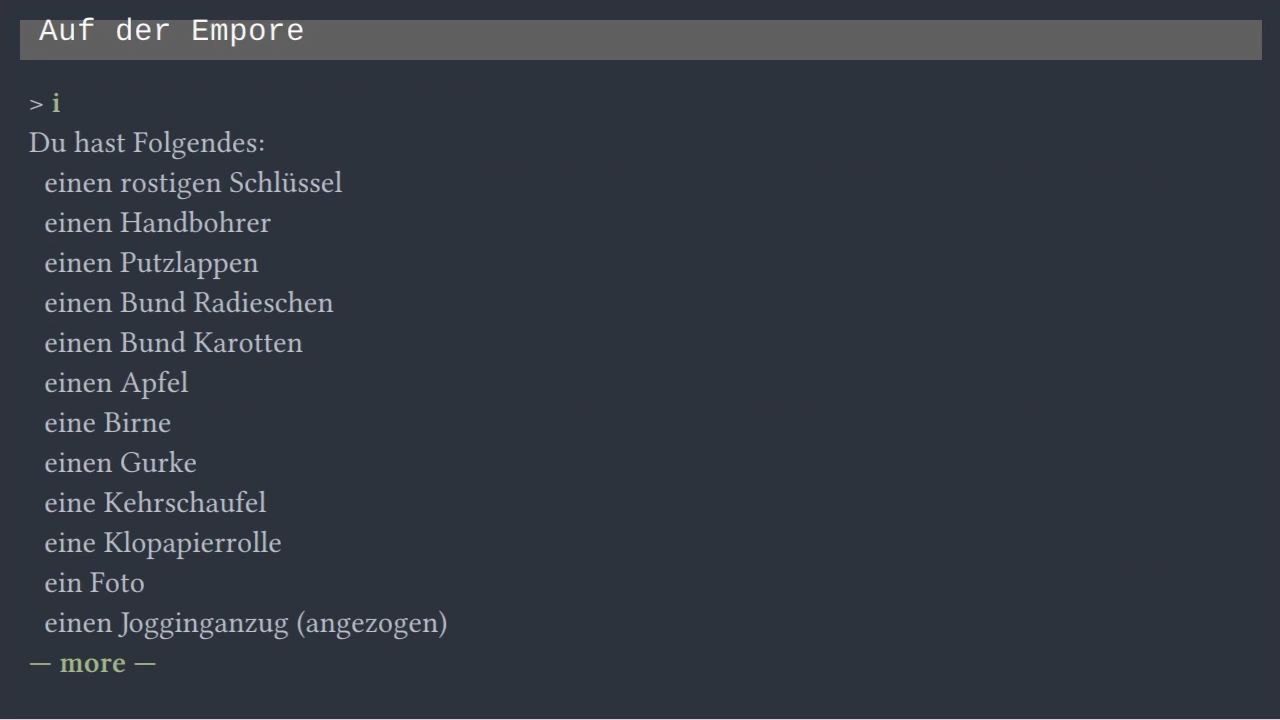 Auf der Empore
> i
Du hast Folgendes:
einen rostigen Schlüssel
einen Handbohrer
einen Putzlappen
einen Bund Radieschen
einen Bund Karotten
einen Apfel
eine Birne
einen Gurke
eine Kehrschaufel
eine Klopapierrolle
ein Foto
einen Jogginganzug (angezogen)
— more —